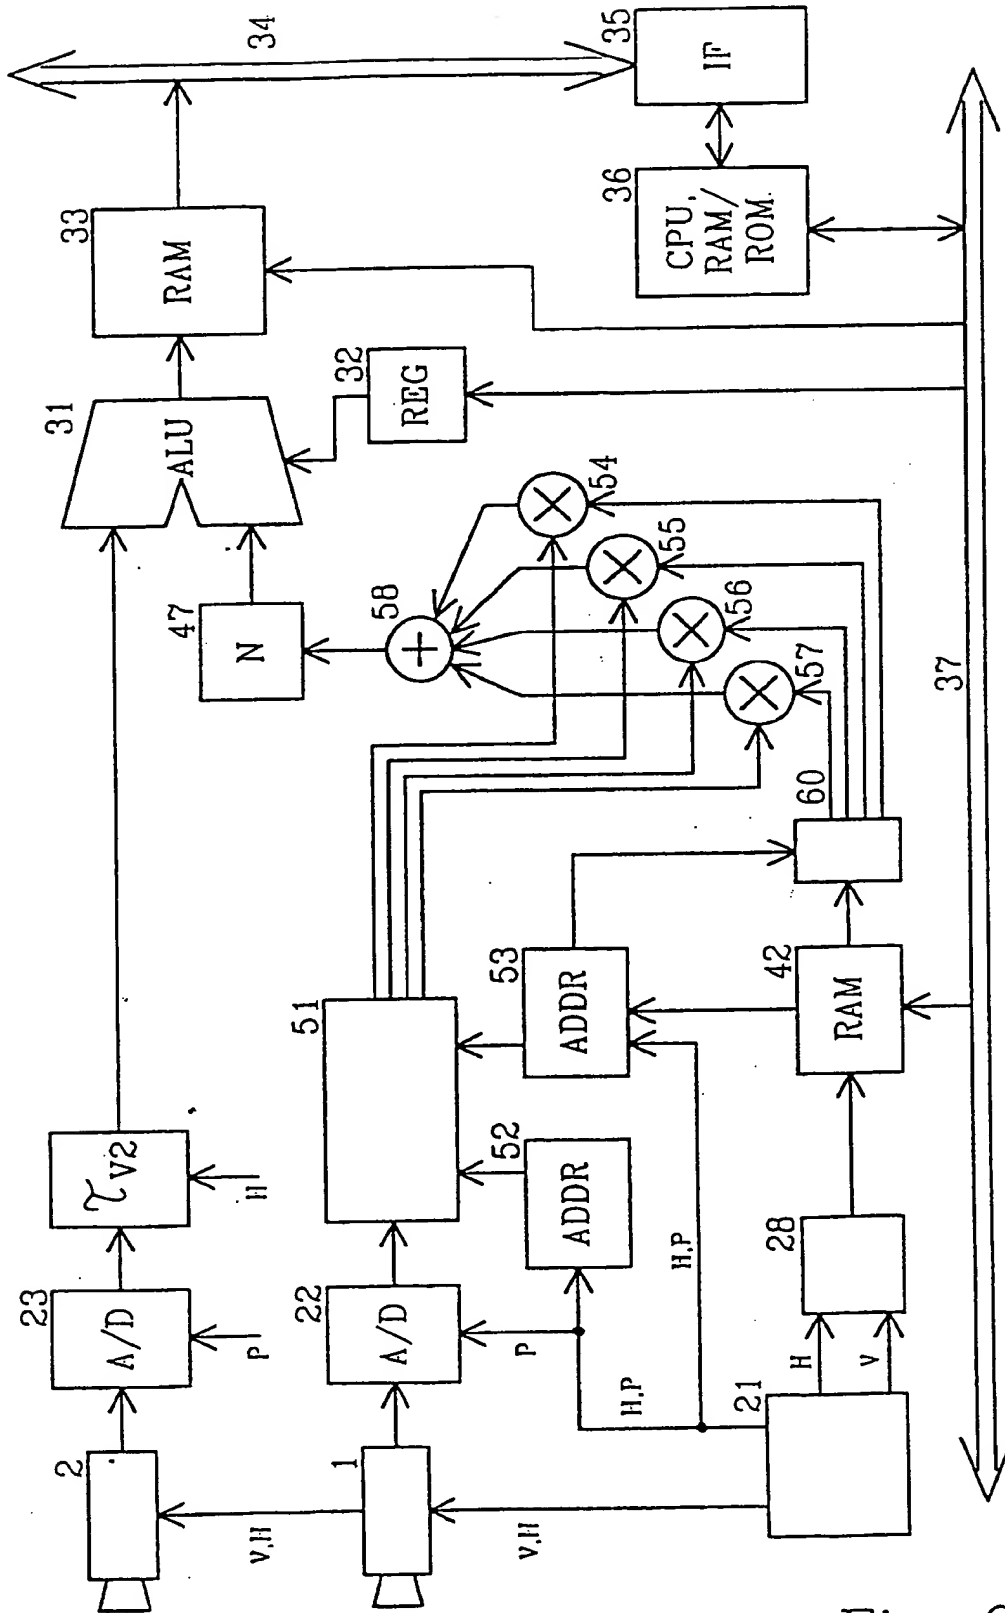 2
23
A/D
τV2
31
ALU
33
RAM
34
V,H
P
H
47
N
1
22
A/D
51
58
32
REG
V,H
P
52
ADDR
53
ADDR
54
55
56
57
35
IF
36
CPU,
RAM/
ROM.
H,P
H,P
21
H
V
28
42
RAM
60
37